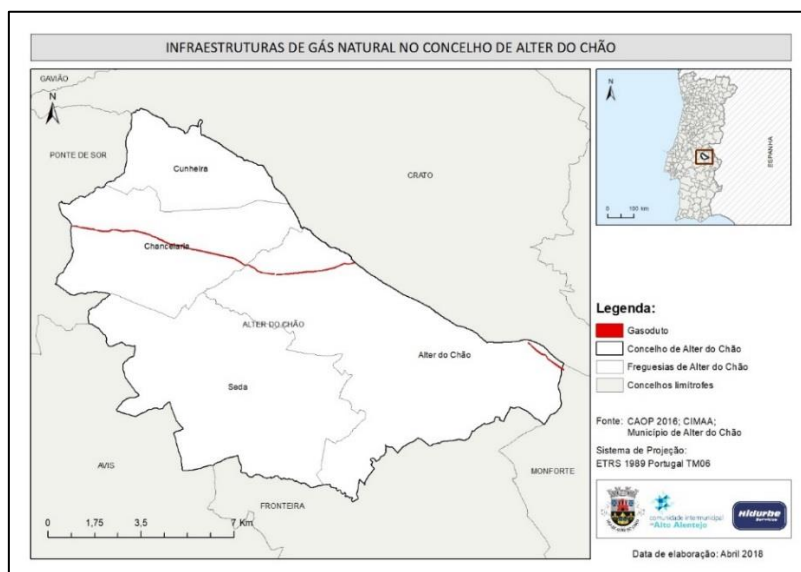 INFRAESTRUTURAS DE GÁS NATURAL NO CONCELHO DE ALTER DO CHÃO
GAVIÃO
N
PONTE DE SOR
Cunheira
CRATO
Chancelaria
ALTER DO CHÃO
Alter do Chão
Seda
AVIS
FRONTEIRA
MONFORTE
0 1,75 3,5 7 Km
N
ESPANHA
0 100 km
Legenda:
Gasoduto
Concelho de Alter do Chão
Freguesias de Alter do Chão
Concelhos limitrofes
Fonte: CAOP 2016; CIMAA;
Município de Alter do Chão
Sistema de Projeção:
ETRS 1989 Portugal TM06
comunidade intermunicipal
do Alto Alentejo
Hidurbe
Serviços
Data de elaboração: Abril 2018